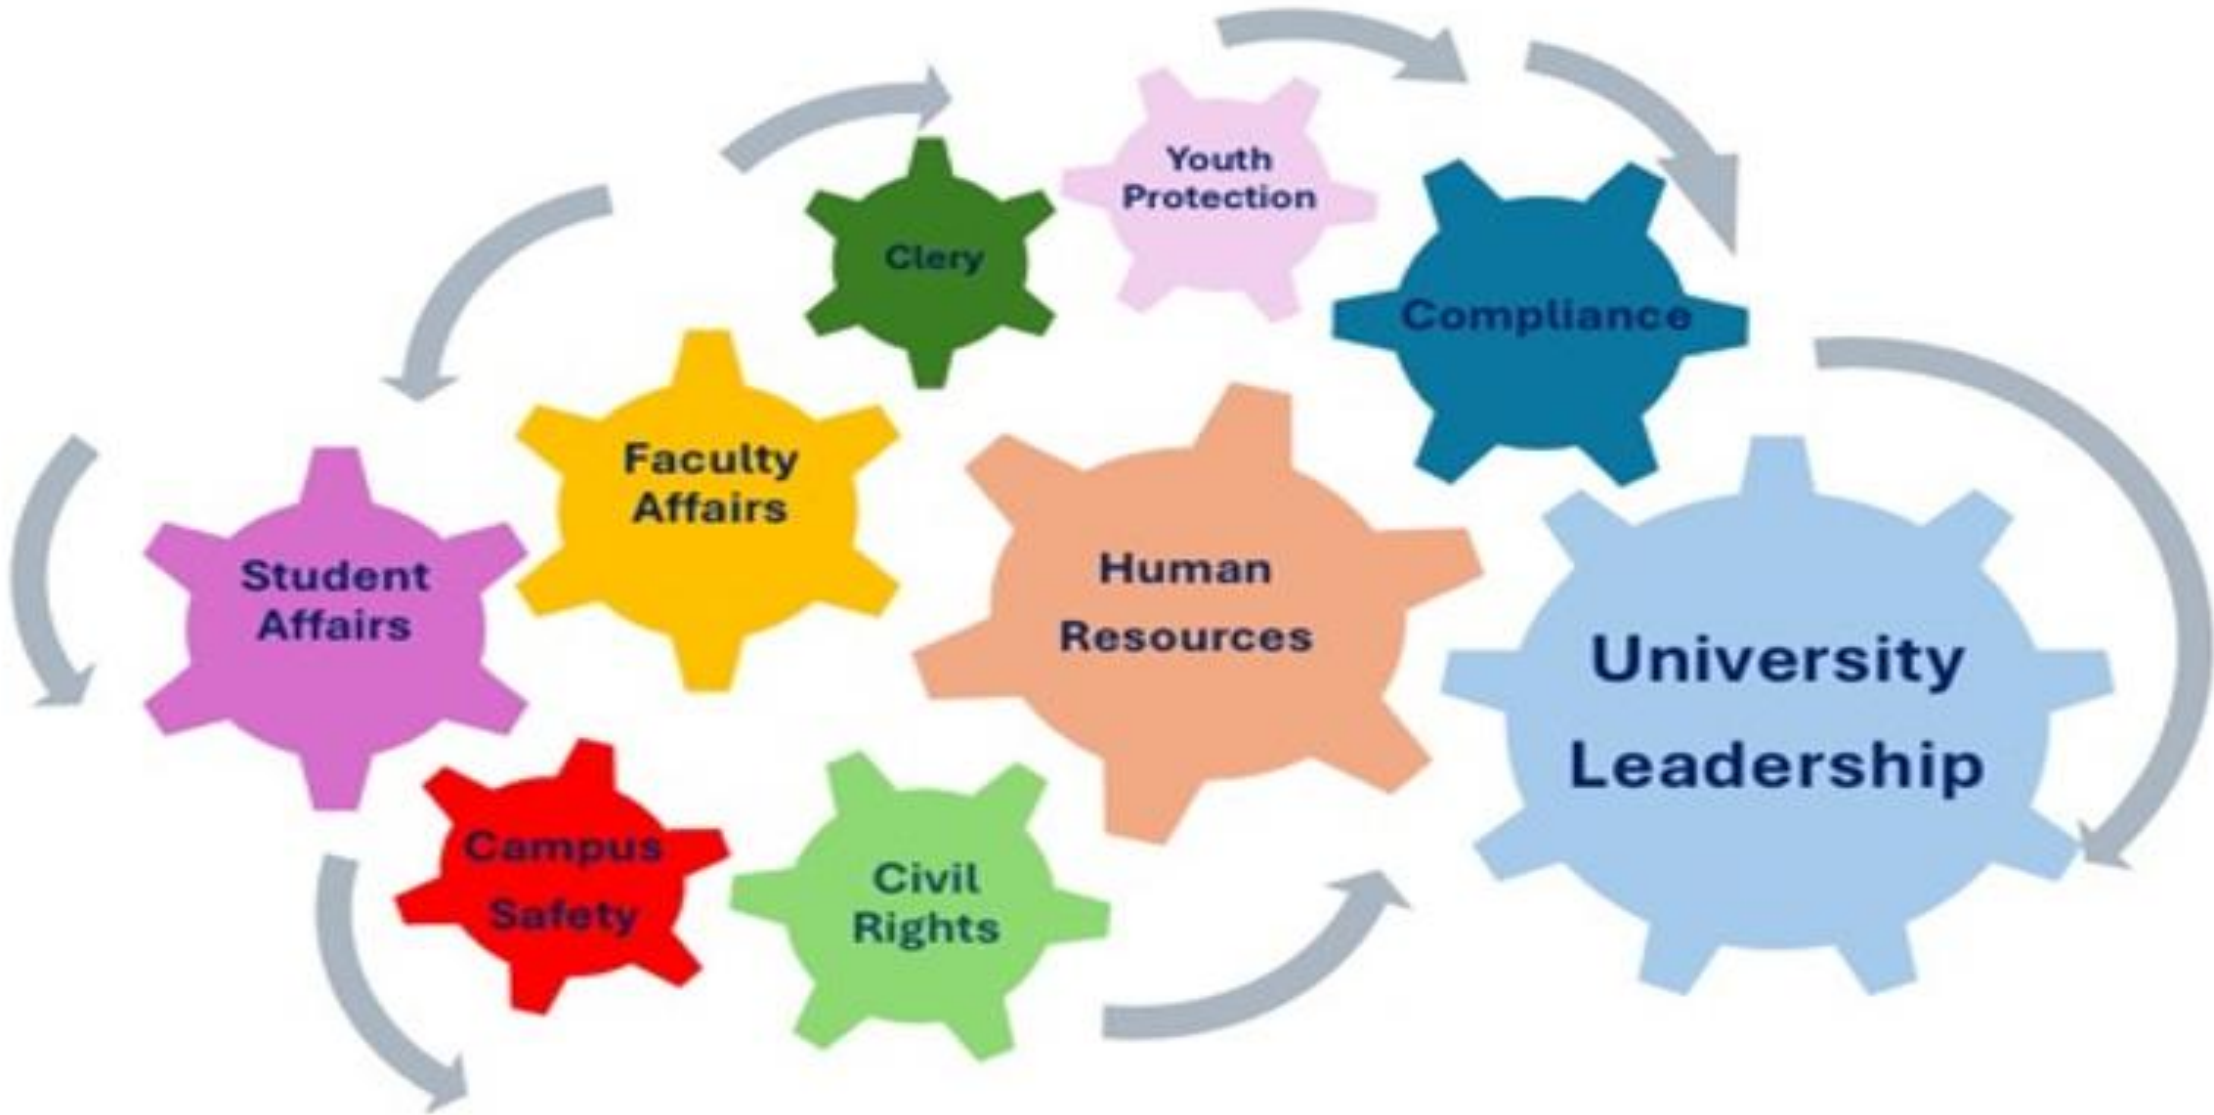 Youth
Protection
Clery
Compliance
Faculty
Affairs
Human
Resources
Student
Affairs
University
Leadership
Campus
Safety
Civil
Rights